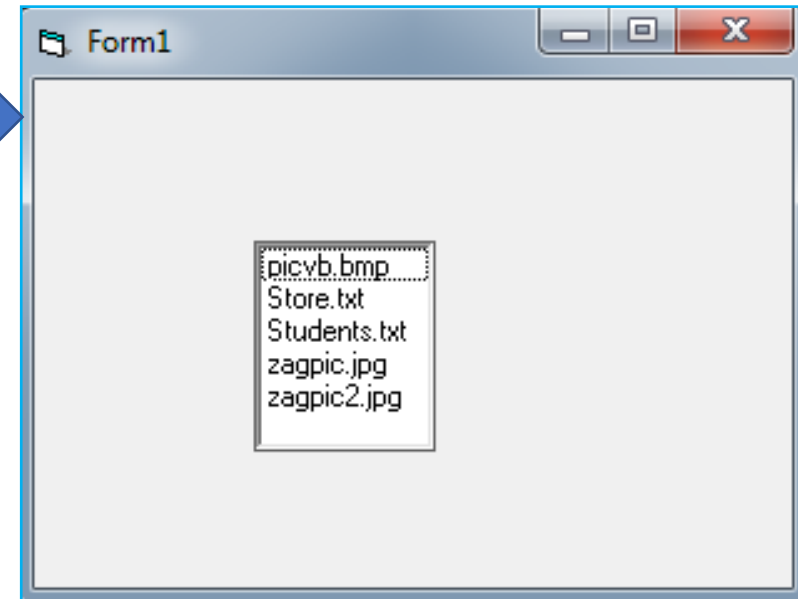 Form1
picvb.bmp
Store.txt
Students.txt
zagpic.jpg
zagpic2.jpg